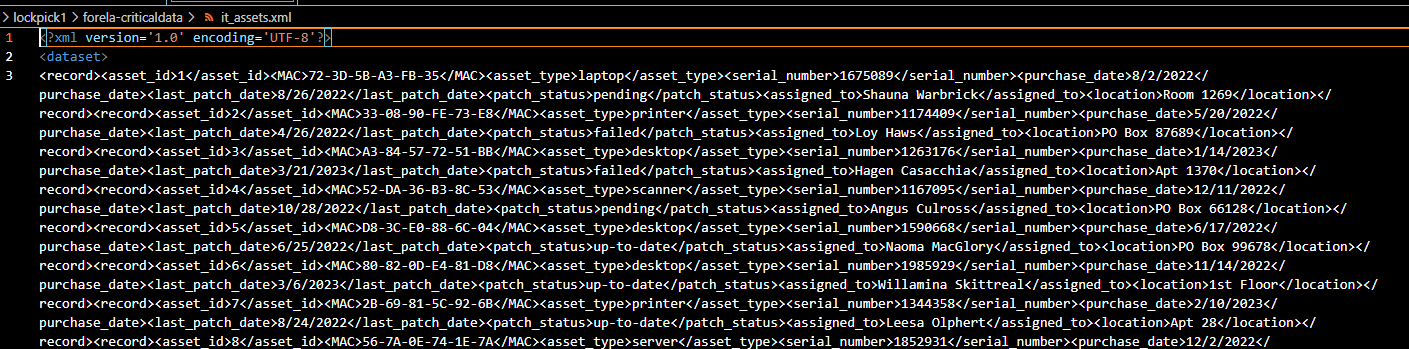 lockpick1 > forela-criticaldata > it_assets.xml
1 <?xml version='1.0' encoding='UTF-8'?>
2 <dataset>
3 <record><asset_id>1</asset_id><MAC>72-3D-5B-A3-FB-35</MAC><asset_type>laptop</asset_type><serial_number>1675089</serial_number><purchase_date>8/2/2022</
purchase_date><last_patch_date>8/26/2022</last_patch_date><patch_status>pending</patch_status><assigned_to>Shauna Warbrick</assigned_to><location>Room 1269</location></
record><record><asset_id>2</asset_id><MAC>33-08-90-FE-73-E8</MAC><asset_type>printer</asset_type><serial_number>1174409</serial_number><purchase_date>5/20/2022</
purchase_date><last_patch_date>4/26/2022</last_patch_date><patch_status>failed</patch_status><assigned_to>Loy Haws</assigned_to><location>PO Box 87689</location></
record><record><asset_id>3</asset_id><MAC>A3-84-57-72-51-BB</MAC><asset_type>desktop</asset_type><serial_number>1263176</serial_number><purchase_date>1/14/2023</
purchase_date><last_patch_date>3/21/2023</last_patch_date><patch_status>failed</patch_status><assigned_to>Hagen Casacchia</assigned_to><location>Apt 1370</location></
record><record><asset_id>4</asset_id><MAC>52-DA-36-B3-8C-53</MAC><asset_type>scanner</asset_type><serial_number>1167095</serial_number><purchase_date>12/11/2022</
purchase_date><last_patch_date>10/28/2022</last_patch_date><patch_status>pending</patch_status><assigned_to>Angus Culross</assigned_to><location>PO Box 66128</location></
record><record><asset_id>5</asset_id><MAC>D8-3C-E0-88-6C-04</MAC><asset_type>desktop</asset_type><serial_number>1590668</serial_number><purchase_date>6/17/2022</
purchase_date><last_patch_date>6/25/2022</last_patch_date><patch_status>up-to-date</patch_status><assigned_to>Naoma MacGlory</assigned_to><location>PO Box 99678</location></
record><record><asset_id>6</asset_id><MAC>80-82-0D-E4-81-D8</MAC><asset_type>desktop</asset_type><serial_number>1985929</serial_number><purchase_date>11/14/2022</
purchase_date><last_patch_date>3/6/2023</last_patch_date><patch_status>up-to-date</patch_status><assigned_to>Willamina Skittreal</assigned_to><location>1st Floor</location></
record><record><asset_id>7</asset_id><MAC>2B-69-81-5C-92-6B</MAC><asset_type>printer</asset_type><serial_number>1344358</serial_number><purchase_date>2/10/2023</
purchase_date><last_patch_date>8/24/2022</last_patch_date><patch_status>up-to-date</patch_status><assigned_to>Leesa Olphert</assigned_to><location>Apt 28</location></
record><record><asset_id>8</asset_id><MAC>56-7A-0E-74-1E-7A</MAC><asset_type>server</asset_type><serial_number>1852931</serial_number><purchase_date>12/2/2022</